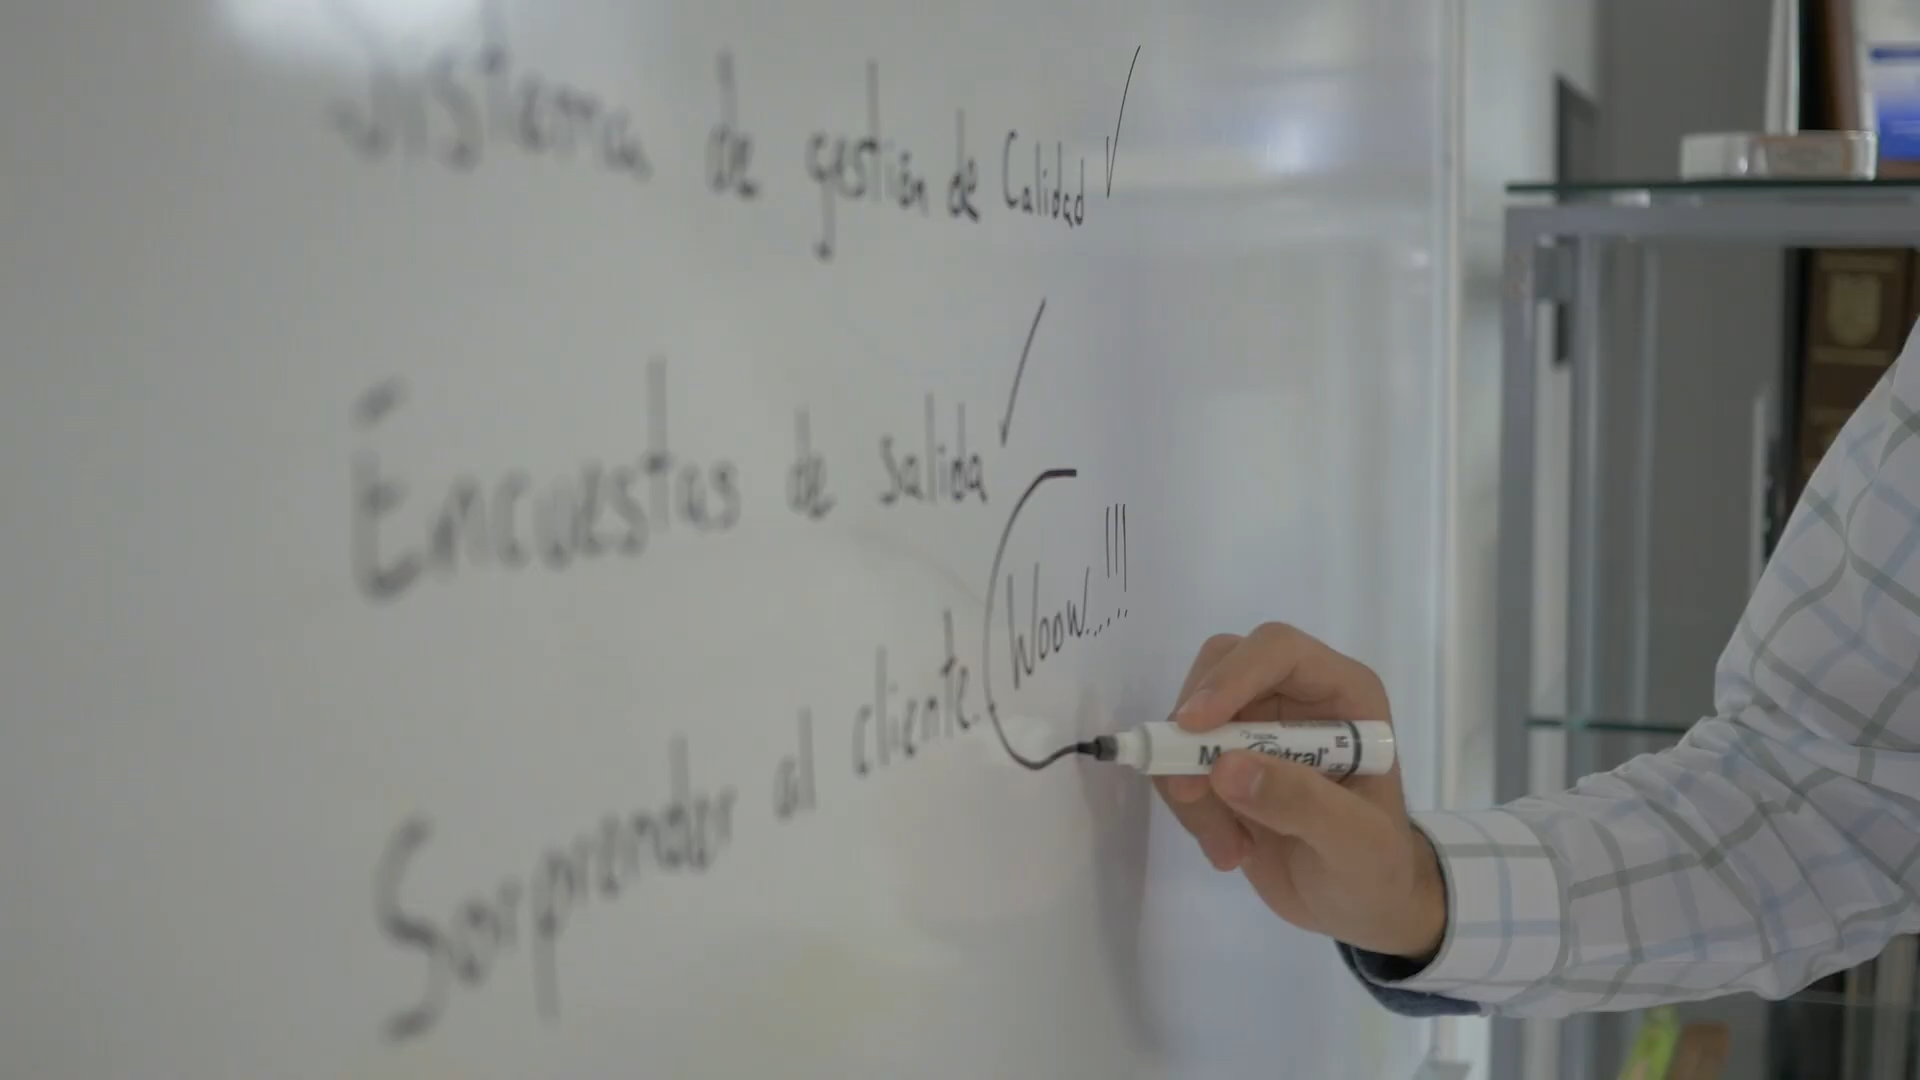 Sistema de gestión de Calidad ✓
Encuestas de salida ✓
Woow....!!!
Sorprender al cliente.